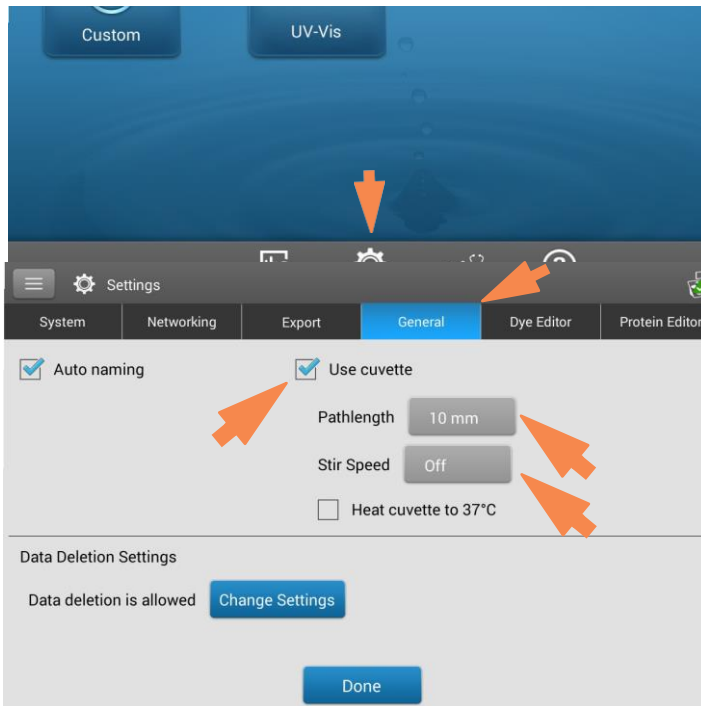 Custom UV-Vis
Settings
System Networking Export General Dye Editor Protein Editor
Auto naming Use cuvette
Pathlength 10 mm
Stir Speed Off
Heat cuvette to 37°C
Data Deletion Settings
Data deletion is allowed Change Settings
Done